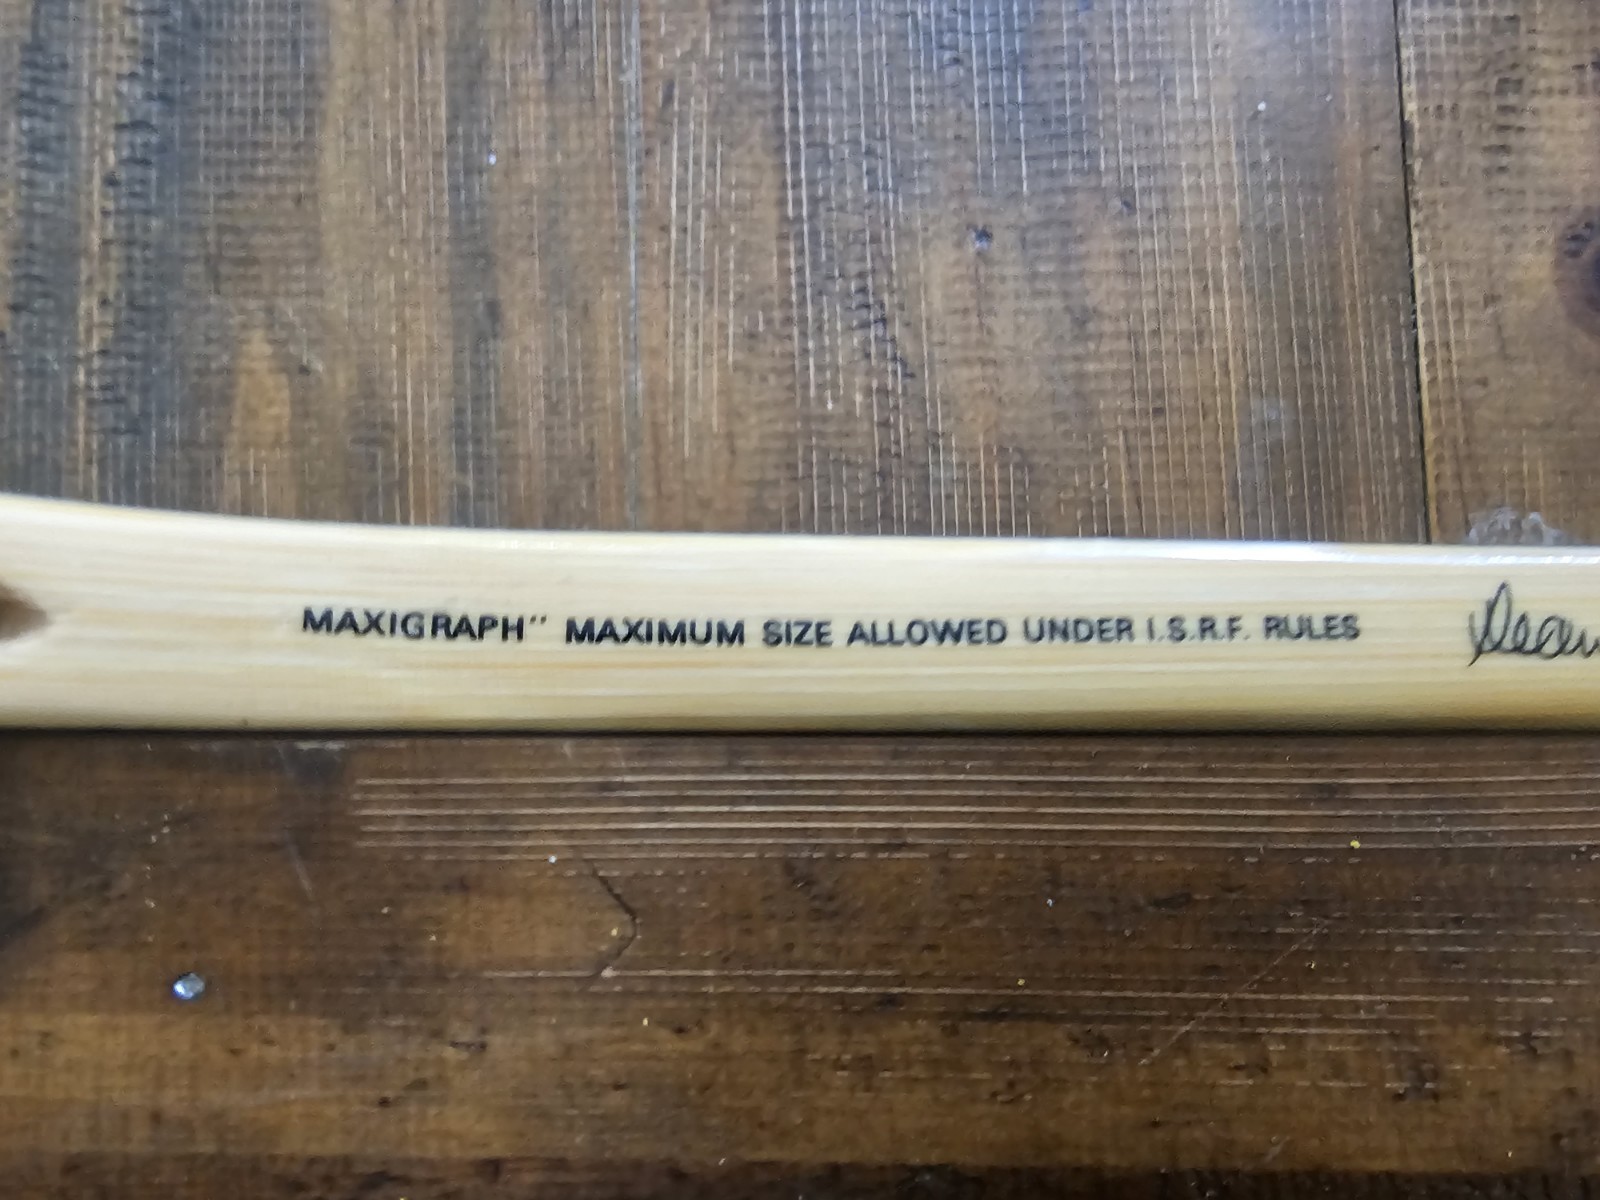 MAXIGRAPH" MAXIMUM SIZE ALLOWED UNDER I.S.R.F. RULES